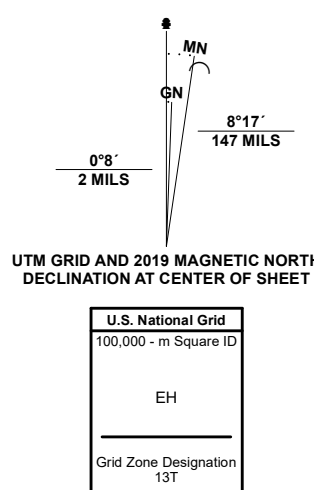 MN
GN
8°17´
147 MILS
0°8´
2 MILS
UTM GRID AND 2019 MAGNETIC NORTH
DECLINATION AT CENTER OF SHEET
U.S. National Grid
100,000 - m Square ID
EH
Grid Zone Designation
13T